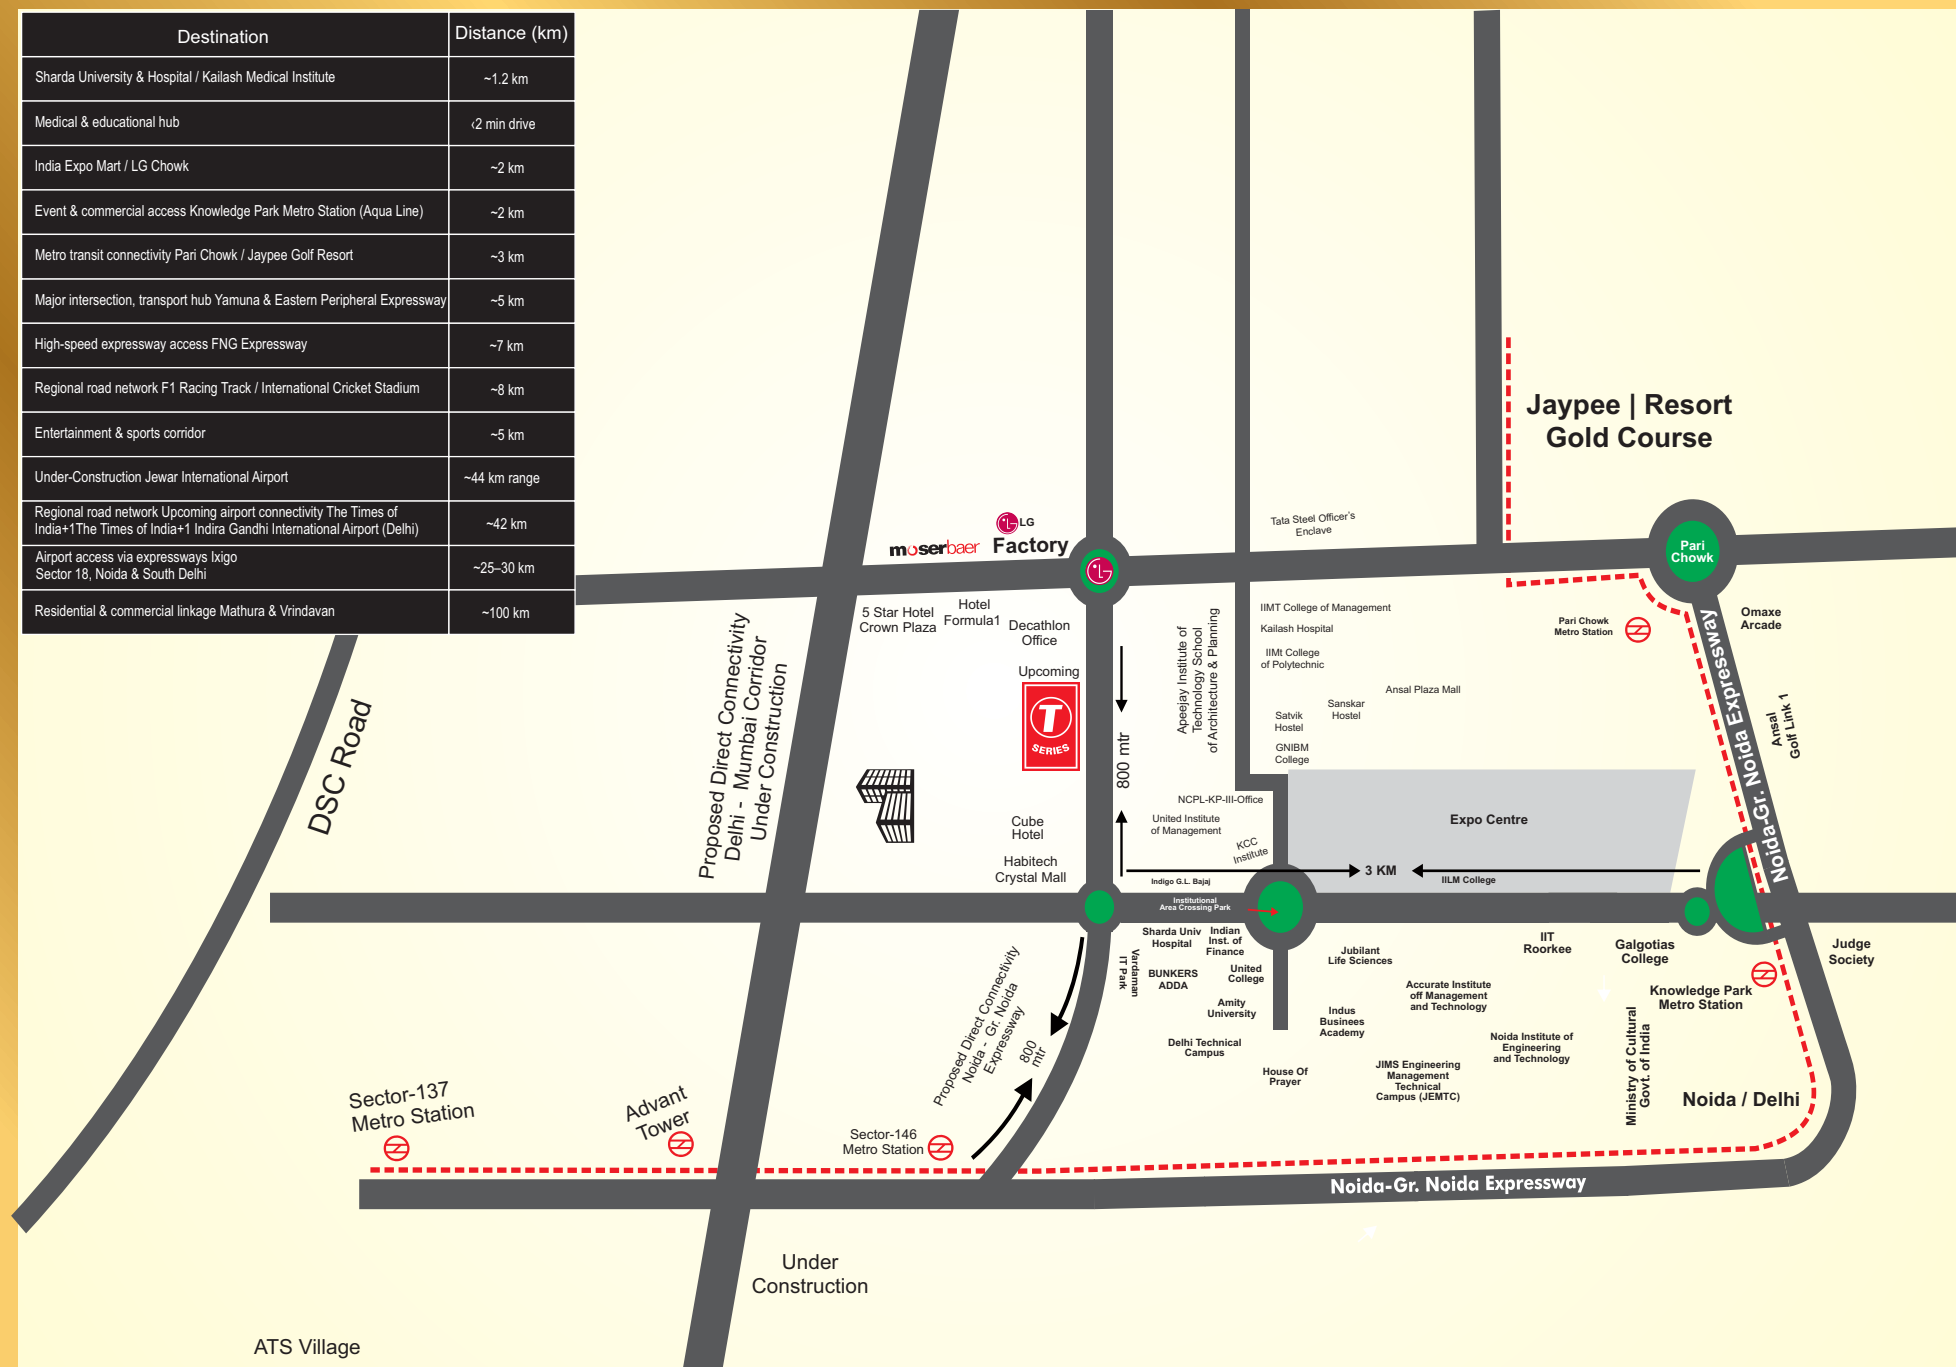 Destination Distance (km)
Sharda University & Hospital / Kailash Medical Institute ~1.2 km
Medical & educational hub ‹2 min drive
India Expo Mart / LG Chowk ~2 km
Event & commercial access Knowledge Park Metro Station (Aqua Line) ~2 km
Metro transit connectivity Pari Chowk / Jaypee Golf Resort ~3 km
Major intersection, transport hub Yamuna & Eastern Peripheral Expressway ~5 km
High-speed expressway access FNG Expressway ~7 km
Regional road network F1 Racing Track / International Cricket Stadium ~8 km
Entertainment & sports corridor ~5 km
Under-Construction Jewar International Airport ~44 km range
Regional road network Upcoming airport connectivity The Times of
India+1The Times of India+1 Indira Gandhi International Airport (Delhi) ~42 km
Airport access via expressways Ixigo
Sector 18, Noida & South Delhi ~25–30 km
Residential & commercial linkage Mathura & Vrindavan ~100 km
Jaypee | Resort
Gold Course
Tata Steel Officer's
Enclave
LG
moserbaer Factory
LG
Pari
Chowk
5 Star Hotel
Crown Plaza
Hotel
Formula1
Decathlon
Office
Upcoming
T
SERIES
800 mtr
Apeejay Institute of
Technology School
of Architecture & Planning
IIMT College of Management
Kailash Hospital
IIMt College
of Polytechnic
Ansal Plaza Mall
Sanskar
Hostel
Satvik
Hostel
GNIBM
College
Pari Chowk
Metro Station
Omaxe
Arcade
Noida-Gr. Noida Expressway
Ansal
Golf Link 1
DSC Road
Proposed Direct Connectivity
Delhi - Mumbai Corridor
Under Construction
Cube
Hotel
Habitech
Crystal Mall
NCPL-KP-III-Office
United Institute
of Management
KCC
Institute
Expo Centre
3 KM
IILM College
Indigo G.L. Bajaj
Institutional
Area Crossing Park
Sharda Univ
Hospital
Indian
Inst. of
Finance
Vardaman
IT Park
BUNKERS
ADDA
United
College
Amity
University
Delhi Technical
Campus
House Of
Prayer
Jubilant
Life Sciences
Indus
Businees
Academy
Accurate Institute
off Management
and Technology
JIMS Engineering
Management
Technical
Campus (JEMTC)
Noida Institute of
Engineering
and Technology
IIT
Roorkee
Galgotias
College
Knowledge Park
Metro Station
Judge
Society
Ministry of Cultural
Govt. of India
Noida / Delhi
Proposed Direct Connectivity
Noida - Gr. Noida
Expressway
800
mtr
Sector-137
Metro Station
Advant
Tower
Sector-146
Metro Station
Noida-Gr. Noida Expressway
Under
Construction
ATS Village